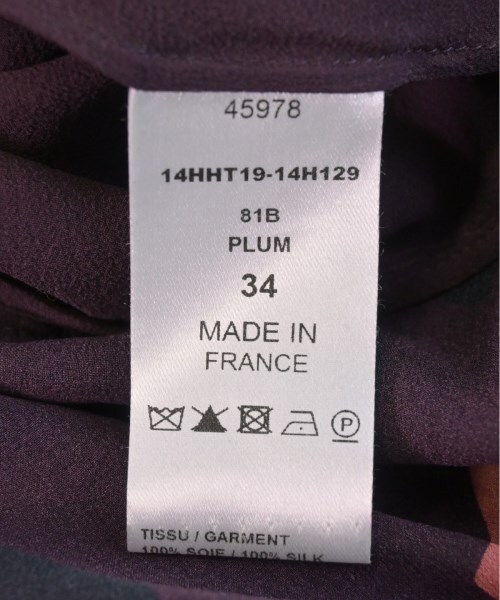 45978
14HHT19-14H129
81B
PLUM
34
MADE IN
FRANCE
P
TISSU / GARMENT
100% SOIE / 100% SILK